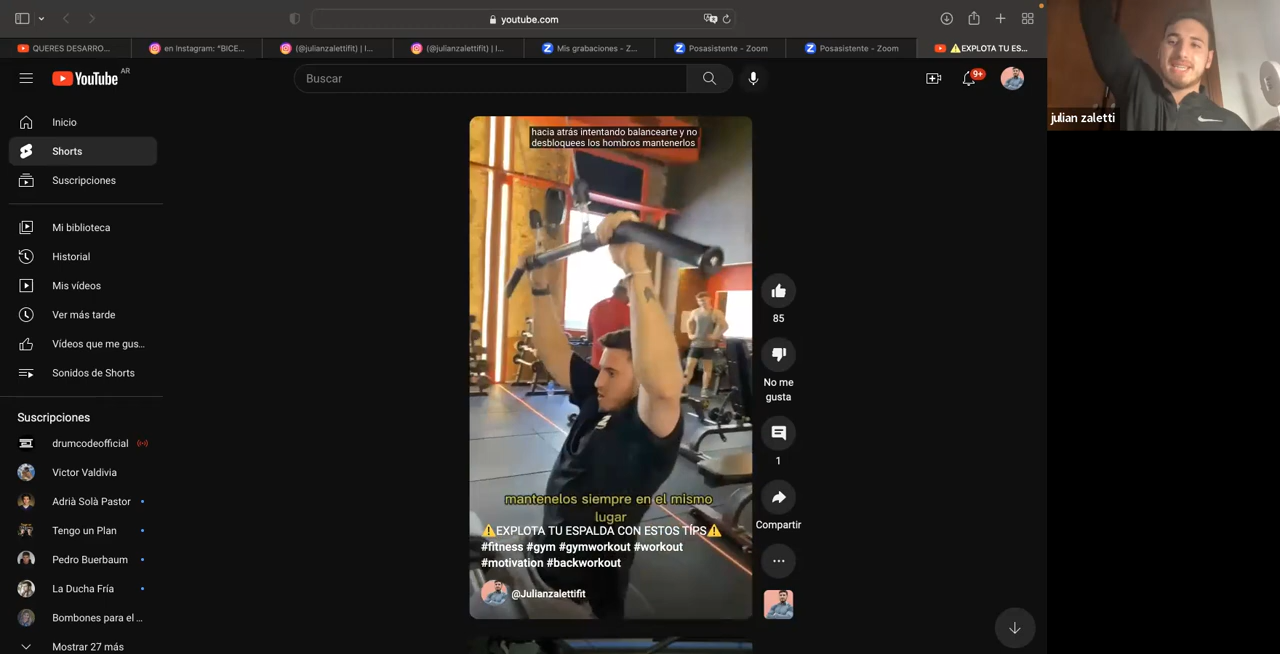 youtube.com
QUERES DESARRO...
en Instagram: "BICE...
(@julianzalettifit) | I...
(@julianzalettifit) | I...
Mis grabaciones - Z...
Posasistente - Zoom
Posasistente - Zoom
⚠️EXPLOTA TU ES...
YouTube AR
Buscar
9+
julian zaletti
Inicio
Shorts
Suscripciones
Mi biblioteca
Historial
Mis vídeos
Ver más tarde
Vídeos que me gus...
Sonidos de Shorts
Suscripciones
drumcodeofficial
Victor Valdivia
Adrià Solà Pastor
Tengo un Plan
Pedro Buerbaum
La Ducha Fría
Bombones para el ...
Mostrar 27 más
hacia atrás intentando balancearte y no
desbloquees los hombros mantenerlos
mantenelos siempre en el mismo
lugar
⚠️EXPLOTA TU ESPALDA CON ESTOS TÍPS⚠️
#fitness #gym #gymworkout #workout
#motivation #backworkout
@Julianzalettifit
85
No me
gusta
1
Compartir